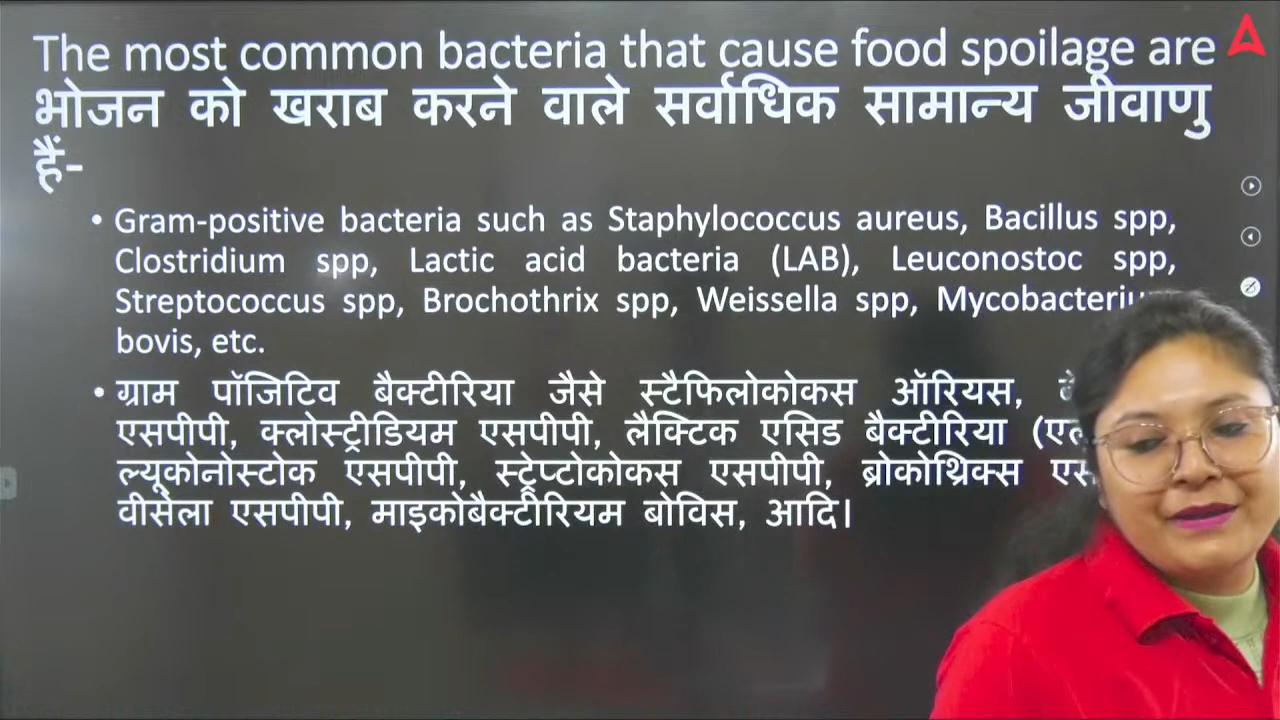 The most common bacteria that cause food spoilage are
भोजन को खराब करने वाले सर्वाधिक सामान्य जीवाणु
हैं-
• Gram-positive bacteria such as Staphylococcus aureus, Bacillus spp,
Clostridium spp, Lactic acid bacteria (LAB), Leuconostoc spp,
Streptococcus spp, Brochothrix spp, Weissella spp,
bovis, etc.
• ग्राम पॉजिटिव बैक्टीरिया जैसे स्टैफिलोकोकस ऑरियस,
एसपीपी, क्लोस्ट्रीडियम एसपीपी, लैक्टिक एसिड बैक्टीरिया
ल्यूकोनोस्टोक एसपीपी, स्ट्रेप्टोकोकस एसपीपी, ब्रोकोथ्रिक्स
वीसेला एसपीपी, माइकोबैक्टीरियम बोविस, आदि।